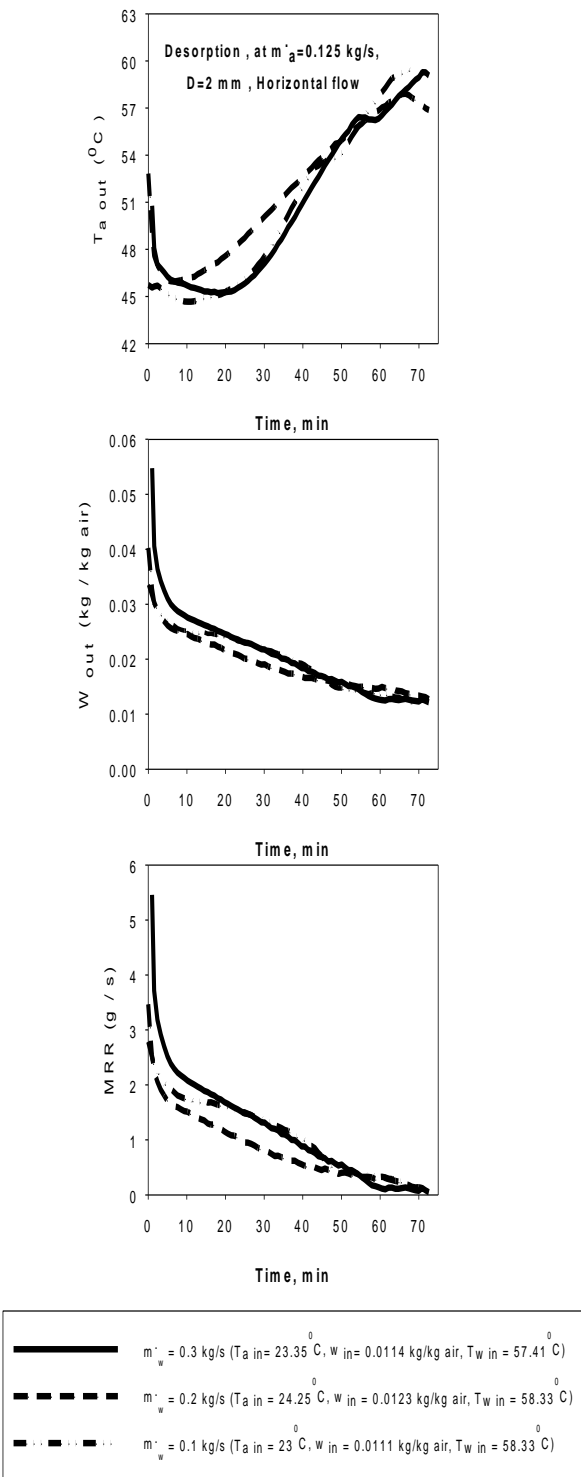 63
Desorption , at m·a=0.125 kg/s,
60
D=2 mm , Horizontal flow
57
54
51
48
45
42
Ta out (⁰C)
0 10 20 30 40 50 60 70
Time, min
0.06
0.05
0.04
0.03
0.02
0.01
0.00
W out (kg / kg air)
0 10 20 30 40 50 60 70
Time, min
6
5
4
3
2
1
0
MRR (g / s)
0 10 20 30 40 50 60 70
Time, min
m·w = 0.3 kg/s (Ta in= 23.35 ⁰C, w in= 0.0114 kg/kg air, Tw in = 57.41 ⁰C)
m·w = 0.2 kg/s (Ta in= 24.25 ⁰C, w in= 0.0123 kg/kg air, Tw in = 58.33 ⁰C)
m·w = 0.1 kg/s (Ta in= 23 ⁰C, w in= 0.0111 kg/kg air, Tw in = 58.33 ⁰C)